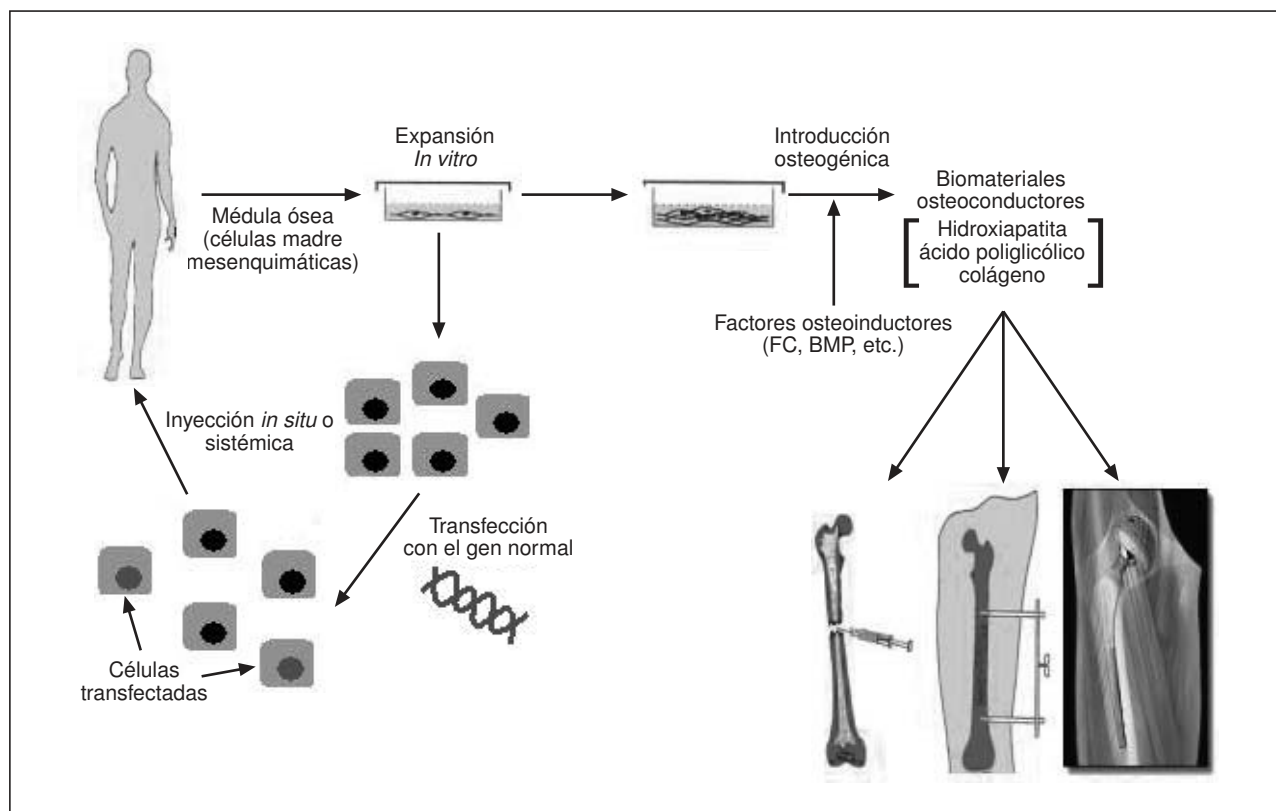 Expansión
In vitro
Introducción
osteogénica
Médula ósea
(células madre
mesenquimáticas)
Biomateriales
osteoconductores
Hidroxiapatita
ácido poliglicólico
colágeno
Factores osteoinductores
(FC, BMP, etc.)
Inyección in situ o
sistémica
Transfección
con el gen normal
Células
transfectadas